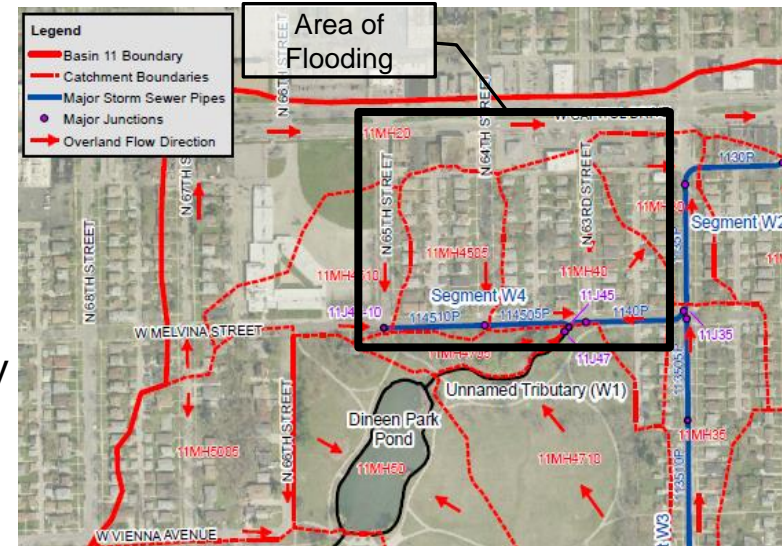 Legend
Basin 11 Boundary
Catchment Boundaries
Major Storm Sewer Pipes
Major Junctions
Overland Flow Direction
Area of
Flooding
N 66TH STREET
N 64TH STREET
11MH20
1130P
N 67TH STREET
N 65TH STREET
N 63RD STREET
1135P
Segment W2
N 68TH STREET
11MH4505
11MH40
Segment W4
11J45
114510P
114505P
1140P
W MELVINA STREET
11J35
11J47
113505P
Unnamed Tributary (W1)
Dineen Park
Pond
N 66TH STREET
11MH5005
11MH50
11MH4710
11MH35
113510P
W VIENNA AVENUE
y